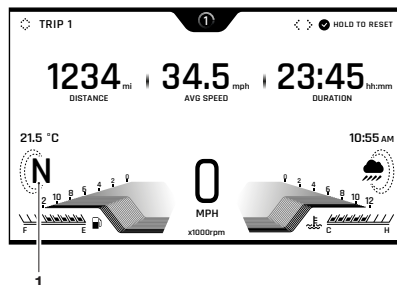 TRIP 1
1
HOLD TO RESET
1234 mi
DISTANCE
34.5 mph
AVG SPEED
23:45 hh:mm
DURATION
21.5 °C
10:55 AM
N
12 10 8 6 4 2 0
0
MPH
x1000rpm
0 2 4 6 8 10 12
F E
C H
1